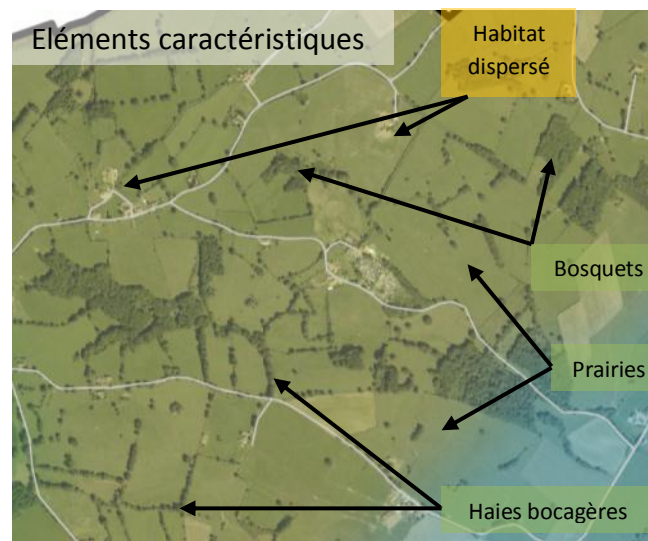 Eléments caractéristiques
Habitat
dispersé
Bosquets
Prairies
Haies bocagères